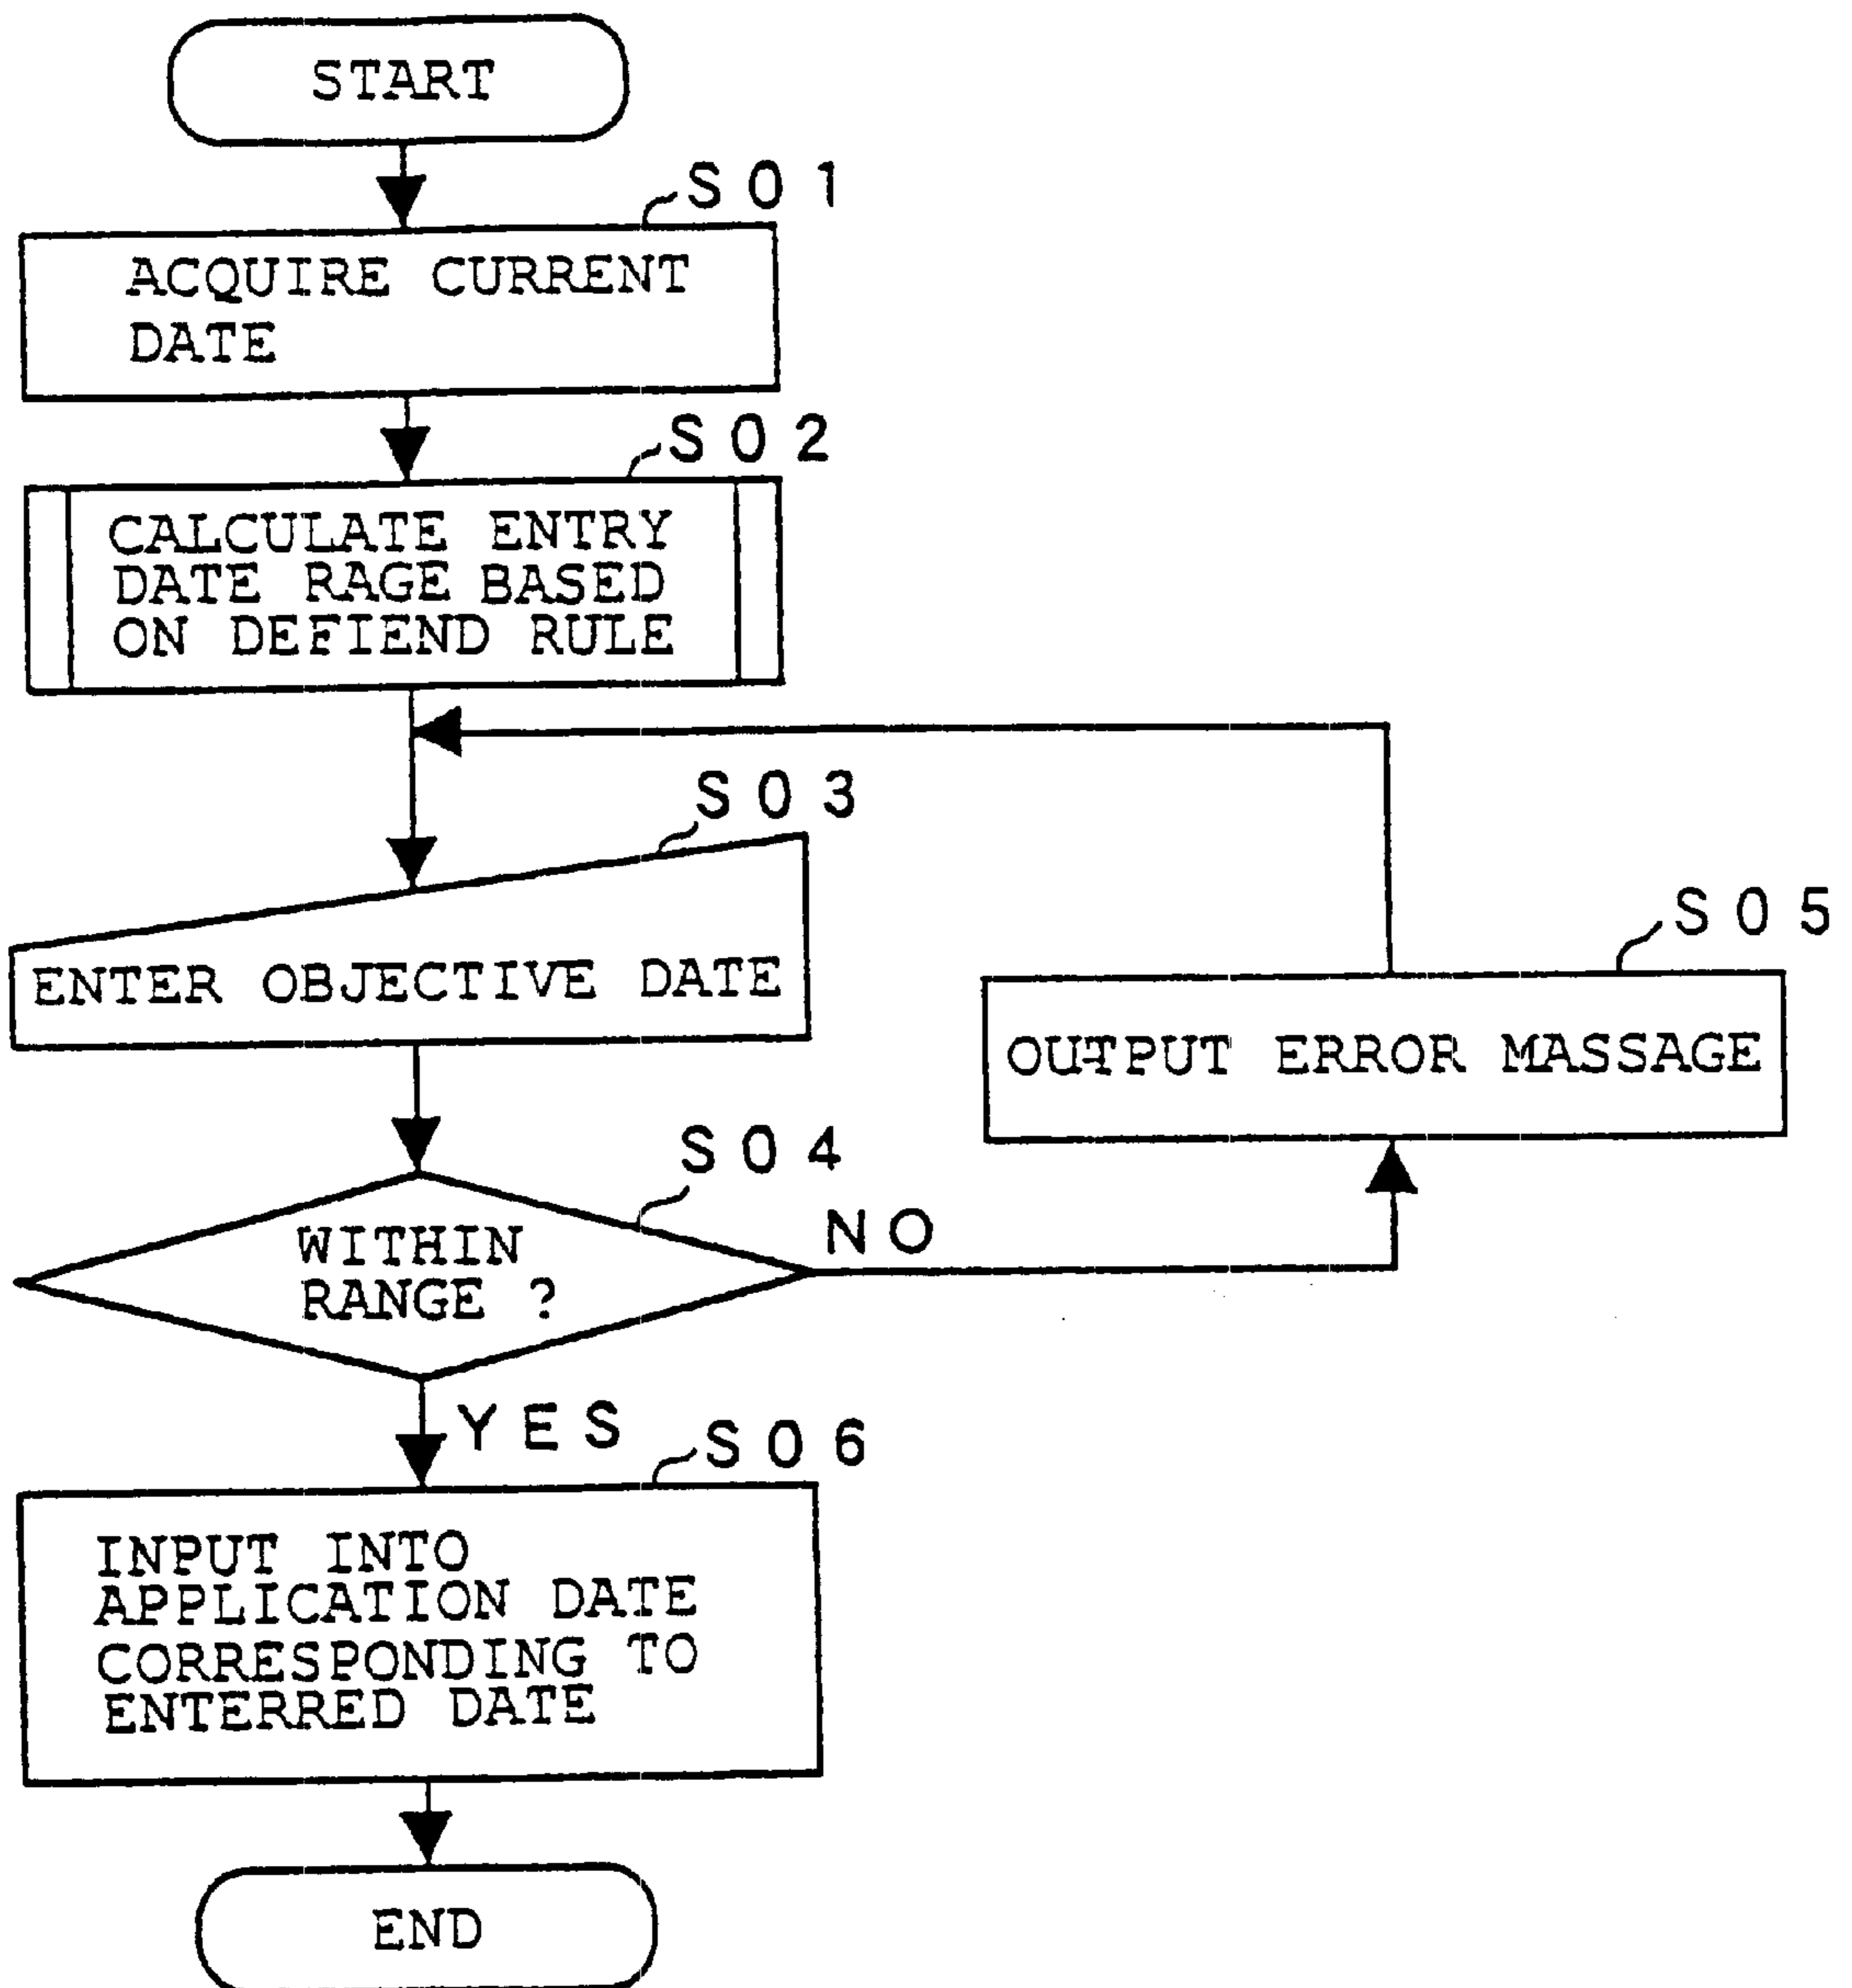 START
S01
ACQUIRE CURRENT
DATE
S02
CALCULATE ENTRY
DATE RAGE BASED
ON DEFIEND RULE
S03
ENTER OBJECTIVE DATE
S05
OUTPUT ERROR MASSAGE
S04
WITHIN
RANGE ?
NO
YES
S06
INPUT INTO
APPLICATION DATE
CORRESPONDING TO
ENTERRED DATE
END